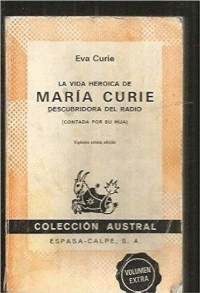 Eva Curie
LA VIDA HEROICA DE
MARÍA CURIE
DESCUBRIDORA DEL RADIO
(CONTADA POR SU HIJA)
edición
COLECCIÓN AUSTRAL
ESPASA-CALPE, S. A
VOLUMEN
EXTRA